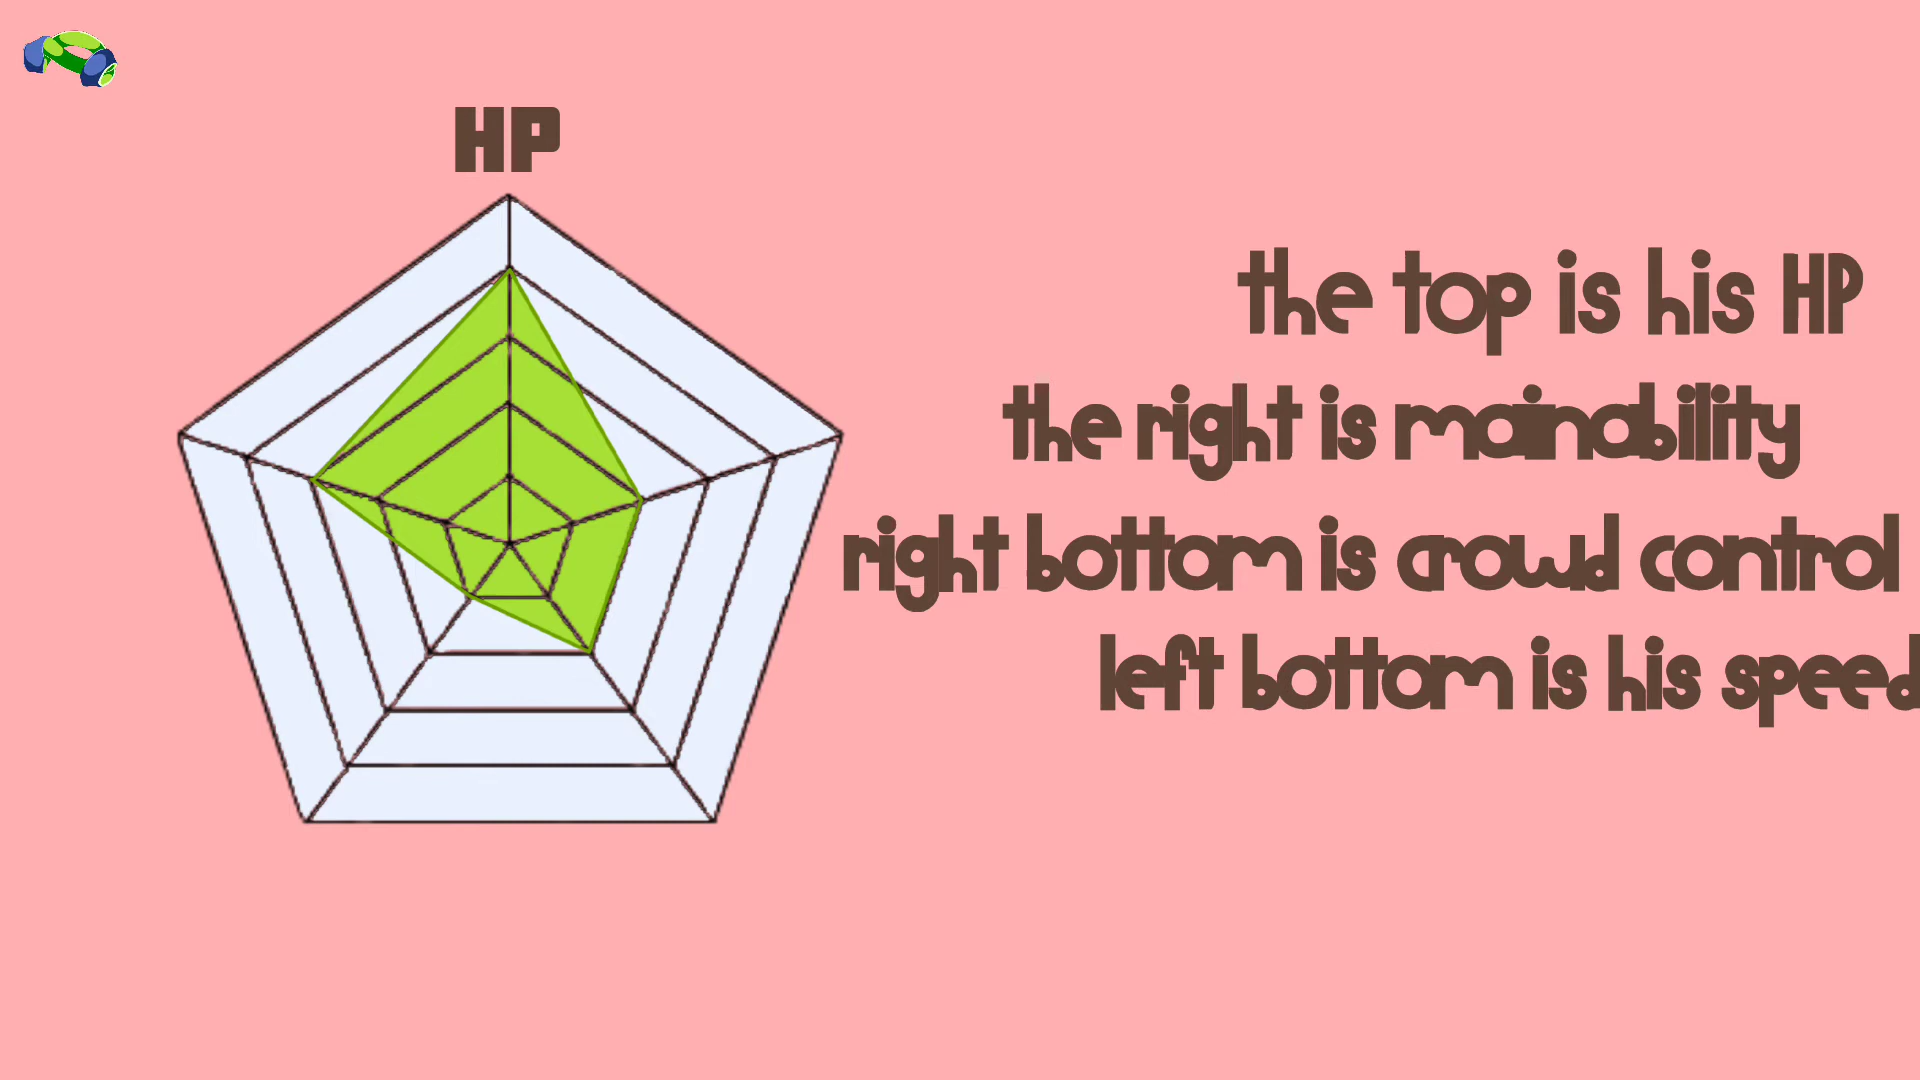 HP
the top is his HP
the right is mainability
right bottom is crowd control
left bottom is his speed